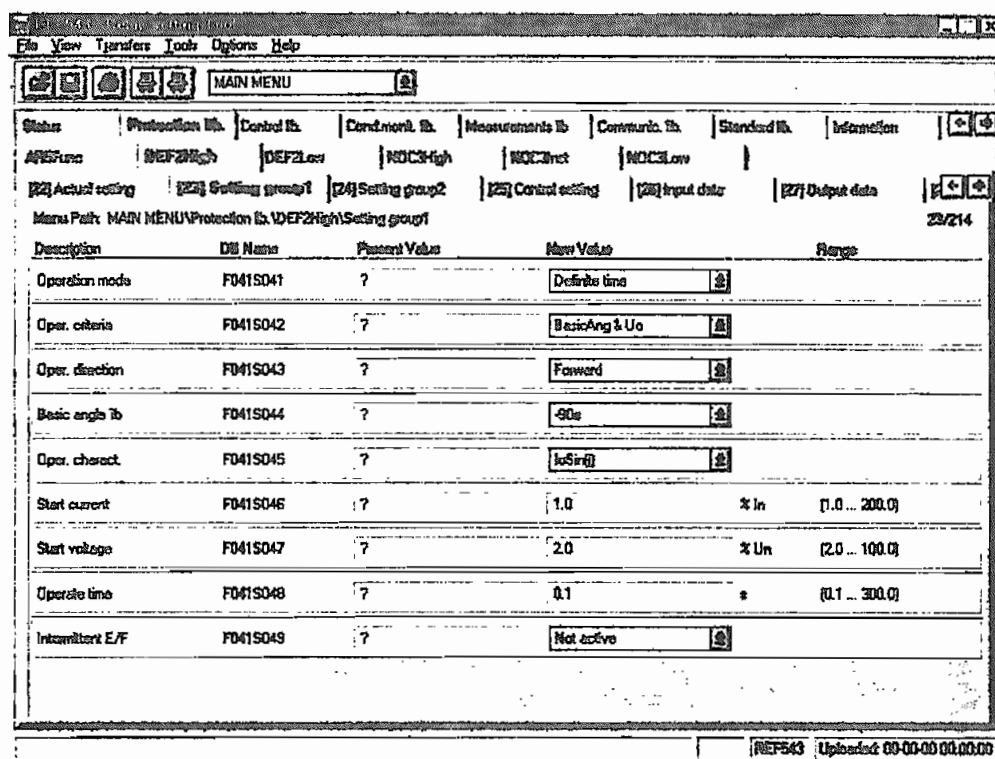 File View Transfers Tools Options Help
MAIN MENU
Status Protection lib. Control lib. Cond.monit. lib. Measurements lib Communic. lib. Standard lib. Information
DEF2High DEF2Low NOC3High NOC3Inst NOC3Low
[22] Actual setting [23] Setting group1 [24] Setting group2 [25] Control setting [26] Input data [27] Output data
Menu Path: MAIN MENU\Protection lib.\DEF2High\Setting group1 23/214
Description DB Name Present Value New Value Range
Operation mode F041S041 ? Definite time
Oper. criteria F041S042 ? BasicAng & Uo
Oper. direction F041S043 ? Forward
Basic angle ?b F041S044 ? -90s
Oper. charact. F041S045 ? IoSin(j)
Start current F041S046 ? 1.0 % In [1.0 ... 200.0]
Start voltage F041S047 ? 2.0 % Un [2.0 ... 100.0]
Operate time F041S048 ? 0.1 s [0.1 ... 300.0]
Intermittent E/F F041S049 ? Not active
REF543 Uploaded: 00-00-00 00:00:00